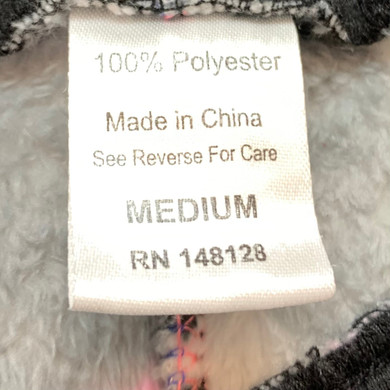 100% Polyester
Made in China
See Reverse For Care
MEDIUM
RN 148128